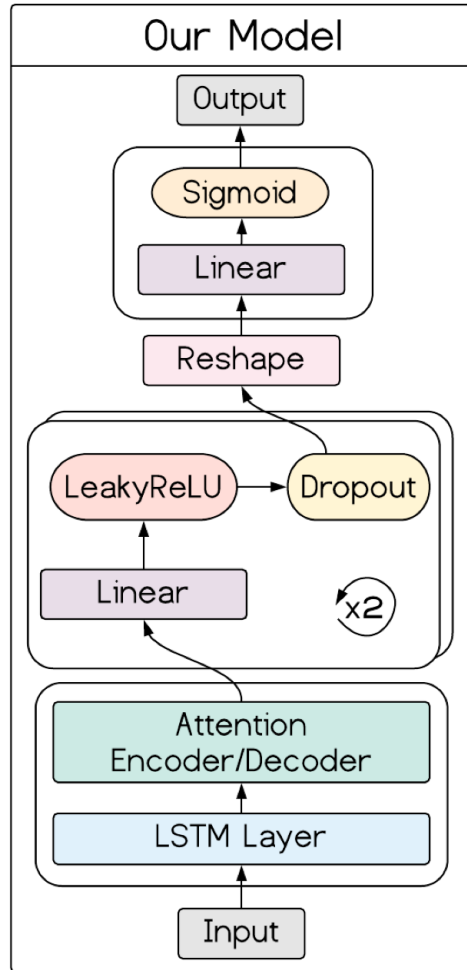 Our Model
Output
Sigmoid
Linear
Reshape
LeakyReLU
Dropout
Linear
x2
Attention
Encoder/Decoder
LSTM Layer
Input